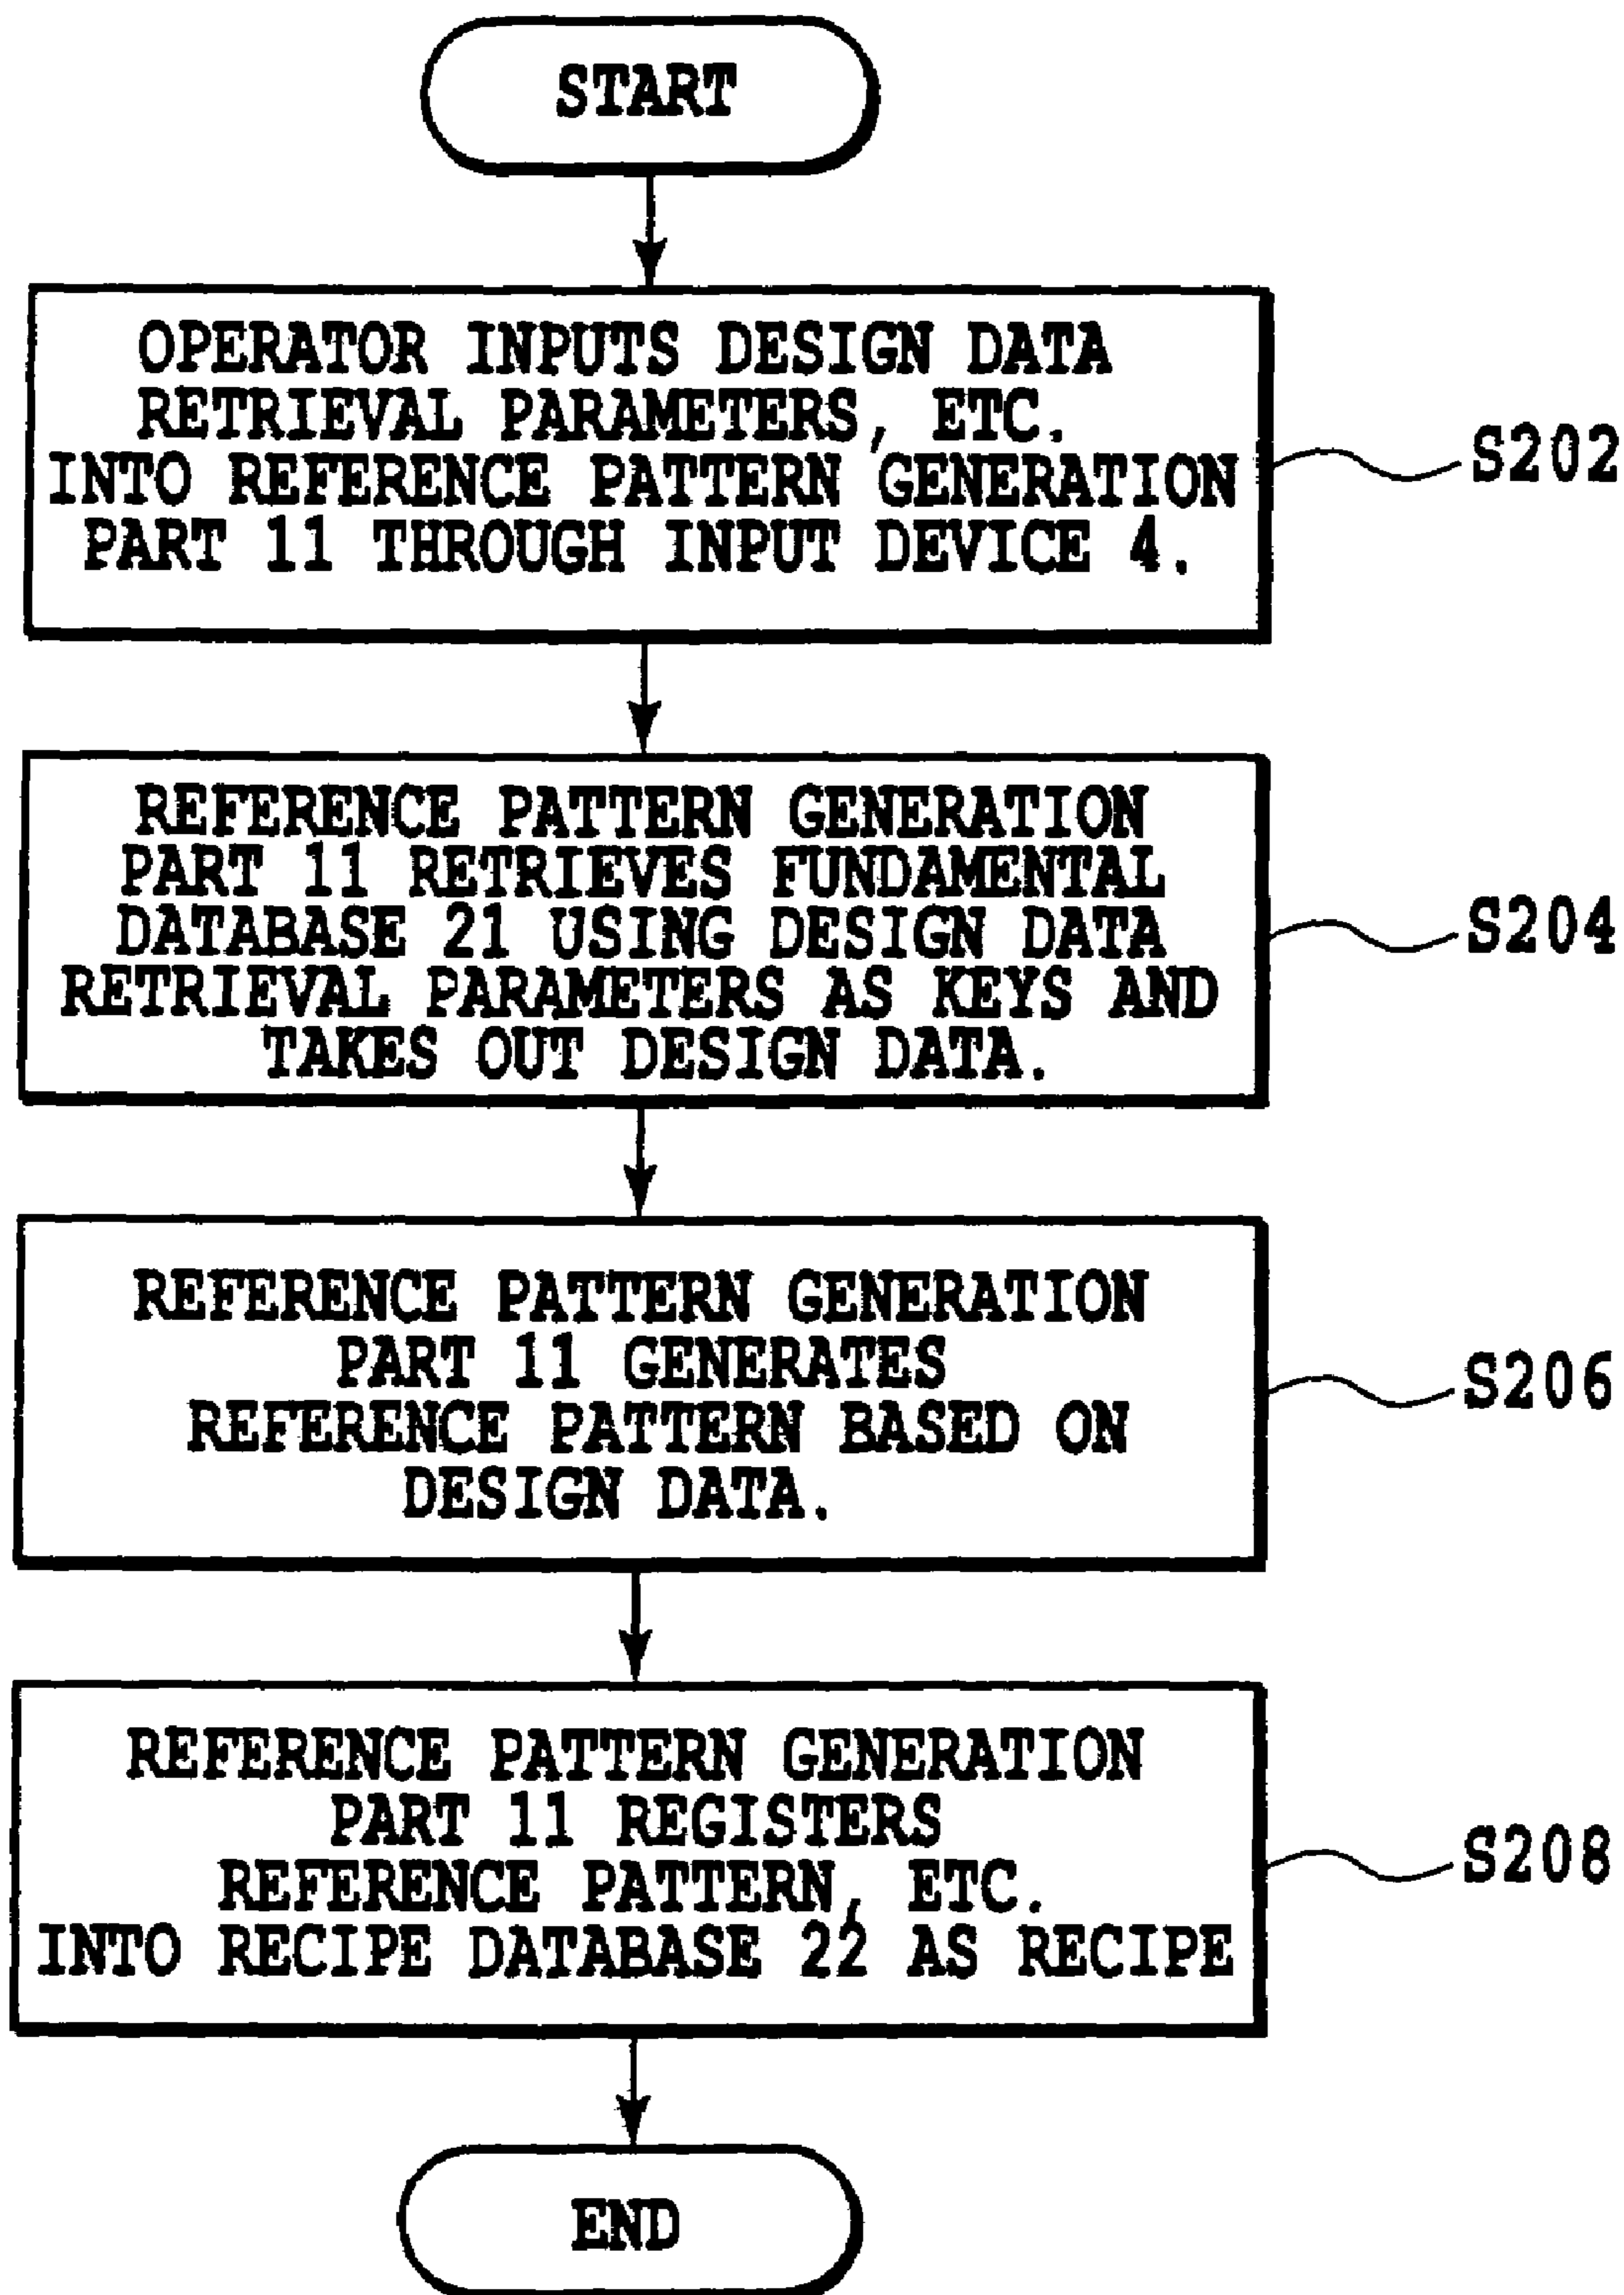 START
OPERATOR INPUTS DESIGN DATA
RETRIEVAL PARAMETERS, ETC.
INTO REFERENCE PATTERN GENERATION
PART 11 THROUGH INPUT DEVICE 4.
S202
REFERENCE PATTERN GENERATION
PART 11 RETRIEVES FUNDAMENTAL
DATABASE 21 USING DESIGN DATA
RETRIEVAL PARAMETERS AS KEYS AND
TAKES OUT DESIGN DATA.
S204
REFERENCE PATTERN GENERATION
PART 11 GENERATES
REFERENCE PATTERN BASED ON
DESIGN DATA.
S206
REFERENCE PATTERN GENERATION
PART 11 REGISTERS
REFERENCE PATTERN, ETC.
INTO RECIPE DATABASE 22 AS RECIPE
S208
END